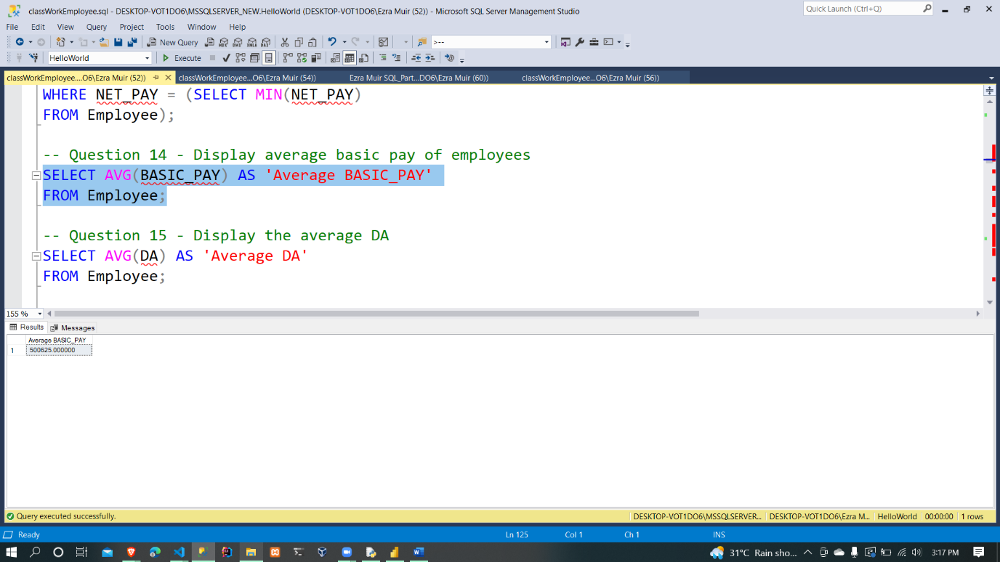 classWorkEmployee.sql - DESKTOP-VOT1DO6\MSSQLSERVER_NEW.HelloWorld (DESKTOP-VOT1DO6\Ezra Muir (52)) - Microsoft SQL Server Management Studio
Quick Launch (Ctrl+Q)
File Edit View Query Project Tools Window Help
New Query
>--
HelloWorld
Execute
classWorkEmployee....O6\Ezra Muir (52))
classWorkEmployee...O6\Ezra Muir (54))
Ezra Muir SQL_Part...DO6\Ezra Muir (60))
classWorkEmployee...O6\Ezra Muir (56))
WHERE NET_PAY = (SELECT MIN(NET_PAY)
FROM Employee);
-- Question 14 - Display average basic pay of employees
SELECT AVG(BASIC_PAY) AS 'Average BASIC_PAY'
FROM Employee;
-- Question 15 - Display the average DA
SELECT AVG(DA) AS 'Average DA'
FROM Employee;
155 %
Results Messages
Average BASIC_PAY
1 500625.000000
Query executed successfully.
DESKTOP-VOT1DO6\MSSQLSERVER... DESKTOP-VOT1DO6\Ezra M... HelloWorld 00:00:00 1 rows
Ready Ln 125 Col 1 Ch 1 INS
31°C Rain sho... 3:17 PM